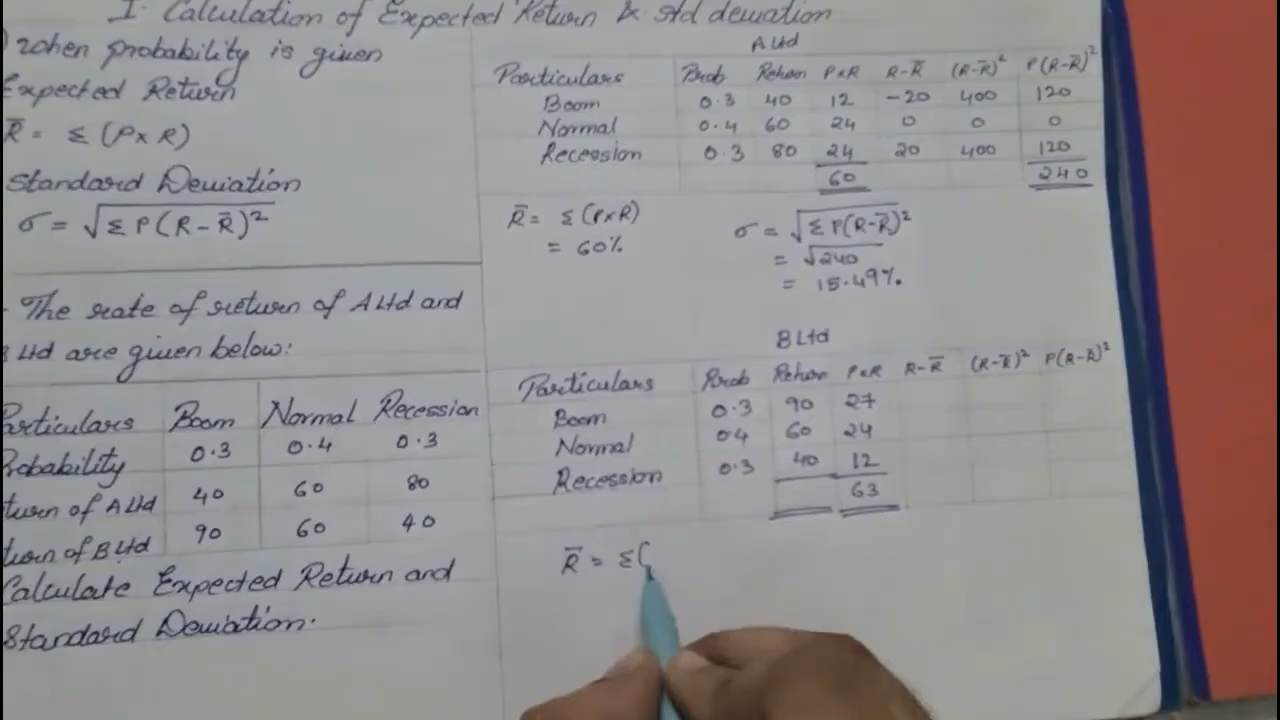 I. Calculation of Expected Return & Std deviation
) when probability is given
Expected Return
R̄ = Σ (P×R)
Standard Deviation
σ = √ΣP(R-R̄)²
. The rate of return of A Ltd and
B Ltd are given below:
Particulars Boom Normal Recession
Probability 0.3 0.4 0.3
turn of A Ltd 40 60 80
turn of B Ltd 90 60 40
Calculate Expected Return and
Standard Deviation.
A Ltd
Particulars Prob Return P×R R-R̄ (R-R̄)² P(R-R̄)²
Boom 0.3 40 12 -20 400 120
Normal 0.4 60 24 0 0 0
Recession 0.3 80 24 20 400 120
60 240
R̄ = Σ(P×R)
= 60%
σ = √ΣP(R-R̄)²
= √240
= 15.49%.
B Ltd
Particulars Prob Return P×R R-R̄ (R-R̄)² P(R-R̄)²
Boom 0.3 90 27
Normal 0.4 60 24
Recession 0.3 40 12
63
R̄ = Σ(